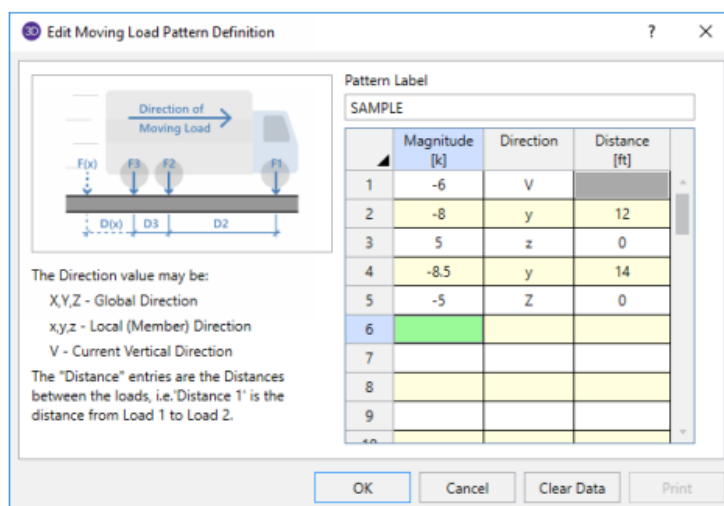 3D Edit Moving Load Pattern Definition ? ×
Direction of
Moving Load
F(x) F3 F2 F1
D(x) D3 D2
The Direction value may be:
X,Y,Z - Global Direction
x,y,z - Local (Member) Direction
V - Current Vertical Direction
The "Distance" entries are the Distances
between the loads, i.e.'Distance 1' is the
distance from Load 1 to Load 2.
Pattern Label
SAMPLE
Magnitude Direction Distance
[k] [ft]
1 -6 V
2 -8 y 12
3 5 z 0
4 -8.5 y 14
5 -5 Z 0
6
7
8
9
10
OK Cancel Clear Data Print